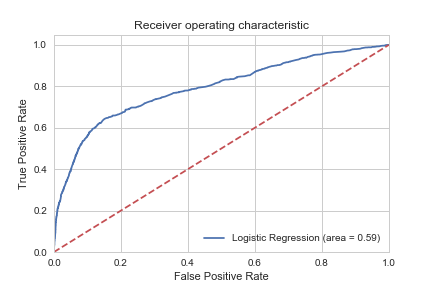 Receiver operating characteristic
1.0
0.8
0.6
0.4
0.2
0.0
True Positive Rate
Logistic Regression (area = 0.59)
0.0 0.2 0.4 0.6 0.8 1.0
False Positive Rate